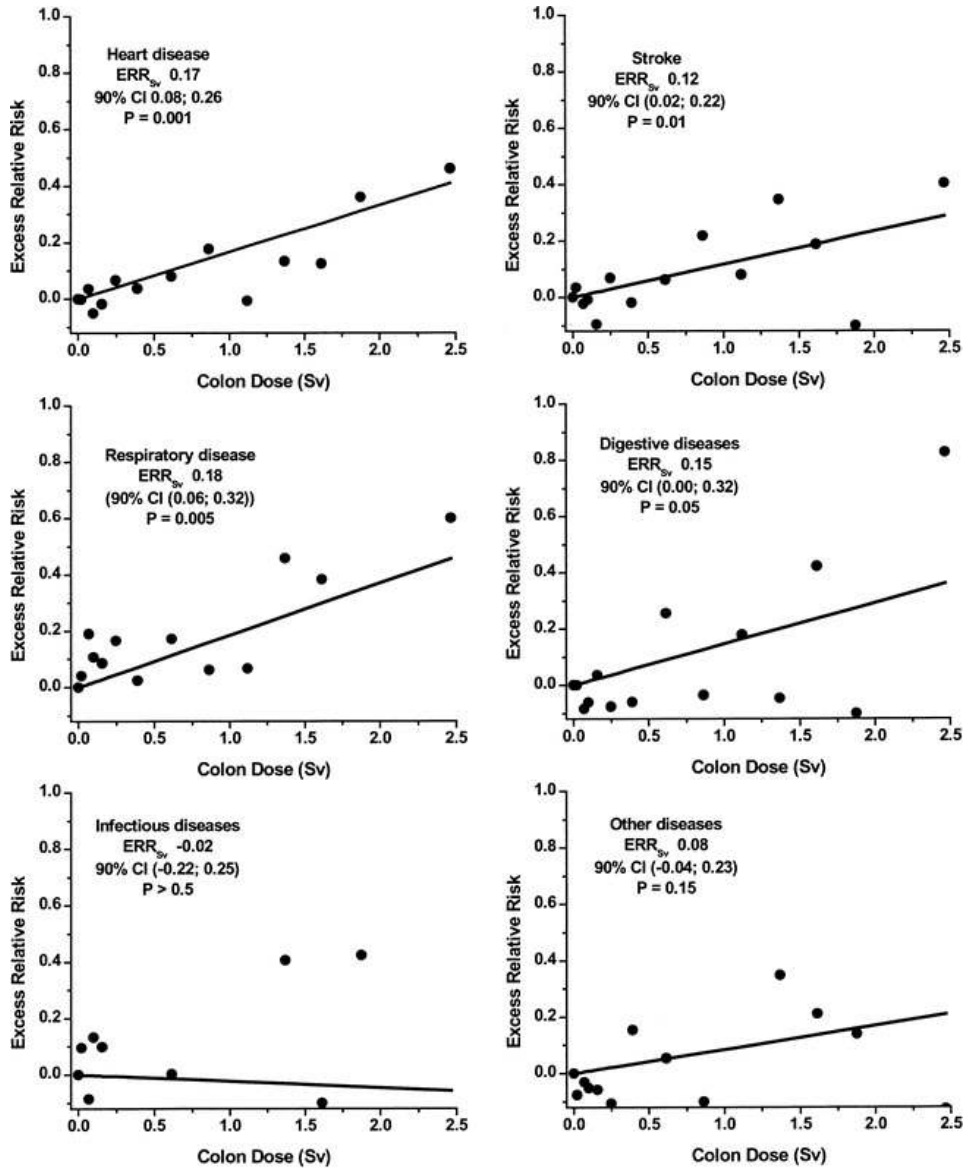 Heart disease
ERR_Sv 0.17
90% CI 0.08; 0.26
P = 0.001
Excess Relative Risk
1.0
0.8
0.6
0.4
0.2
0.0
0.0 0.5 1.0 1.5 2.0 2.5
Colon Dose (Sv)
Stroke
ERR_Sv 0.12
90% CI (0.02; 0.22)
P = 0.01
Excess Relative Risk
1.0
0.8
0.6
0.4
0.2
0.0
0.0 0.5 1.0 1.5 2.0 2.5
Colon Dose (Sv)
Respiratory disease
ERR_Sv 0.18
(90% CI (0.06; 0.32))
P = 0.005
Excess Relative Risk
1.0
0.8
0.6
0.4
0.2
0.0
0.0 0.5 1.0 1.5 2.0 2.5
Colon Dose (Sv)
Digestive diseases
ERR_Sv 0.15
90% CI (0.00; 0.32)
P = 0.05
Excess Relative Risk
1.0
0.8
0.6
0.4
0.2
0.0
0.0 0.5 1.0 1.5 2.0 2.5
Colon Dose (Sv)
Infectious diseases
ERR_Sv -0.02
90% CI (-0.22; 0.25)
P > 0.5
Excess Relative Risk
1.0
0.8
0.6
0.4
0.2
0.0
0.0 0.5 1.0 1.5 2.0 2.5
Colon Dose (Sv)
Other diseases
ERR_Sv 0.08
90% CI (-0.04; 0.23)
P = 0.15
Excess Relative Risk
1.0
0.8
0.6
0.4
0.2
0.0
0.0 0.5 1.0 1.5 2.0 2.5
Colon Dose (Sv)